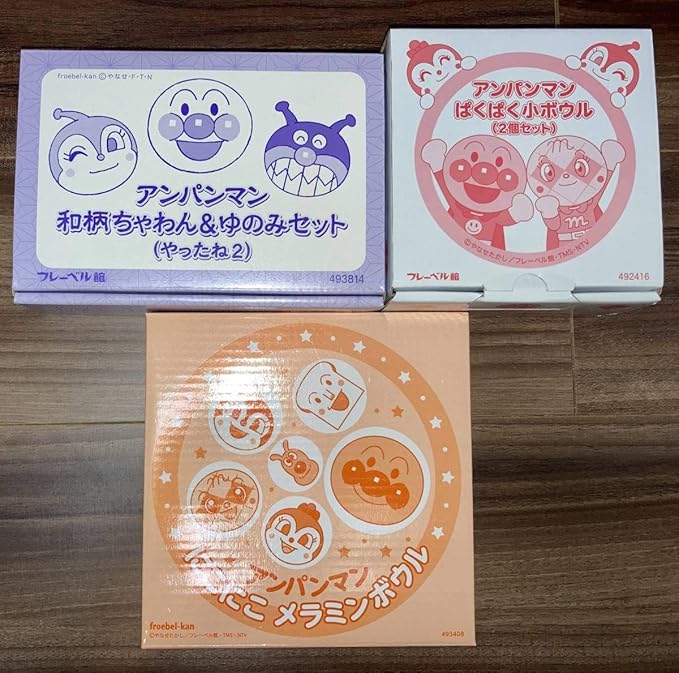 froebel-kan ©やなせ・F・T・N
アンパンマン
和柄ちゃわん&ゆのみセット
(やったね2)
フレーベル館
493814
アンパンマン
ぱくぱく小ボウル
(2個セット)
©やなせたかし/フレーベル館・TMS・NTV
フレーベル館
492416
アンパンマン
にこ メラミンボウル
froebel-kan
©やなせたかし/フレーベル館・TMS・NTV
493408